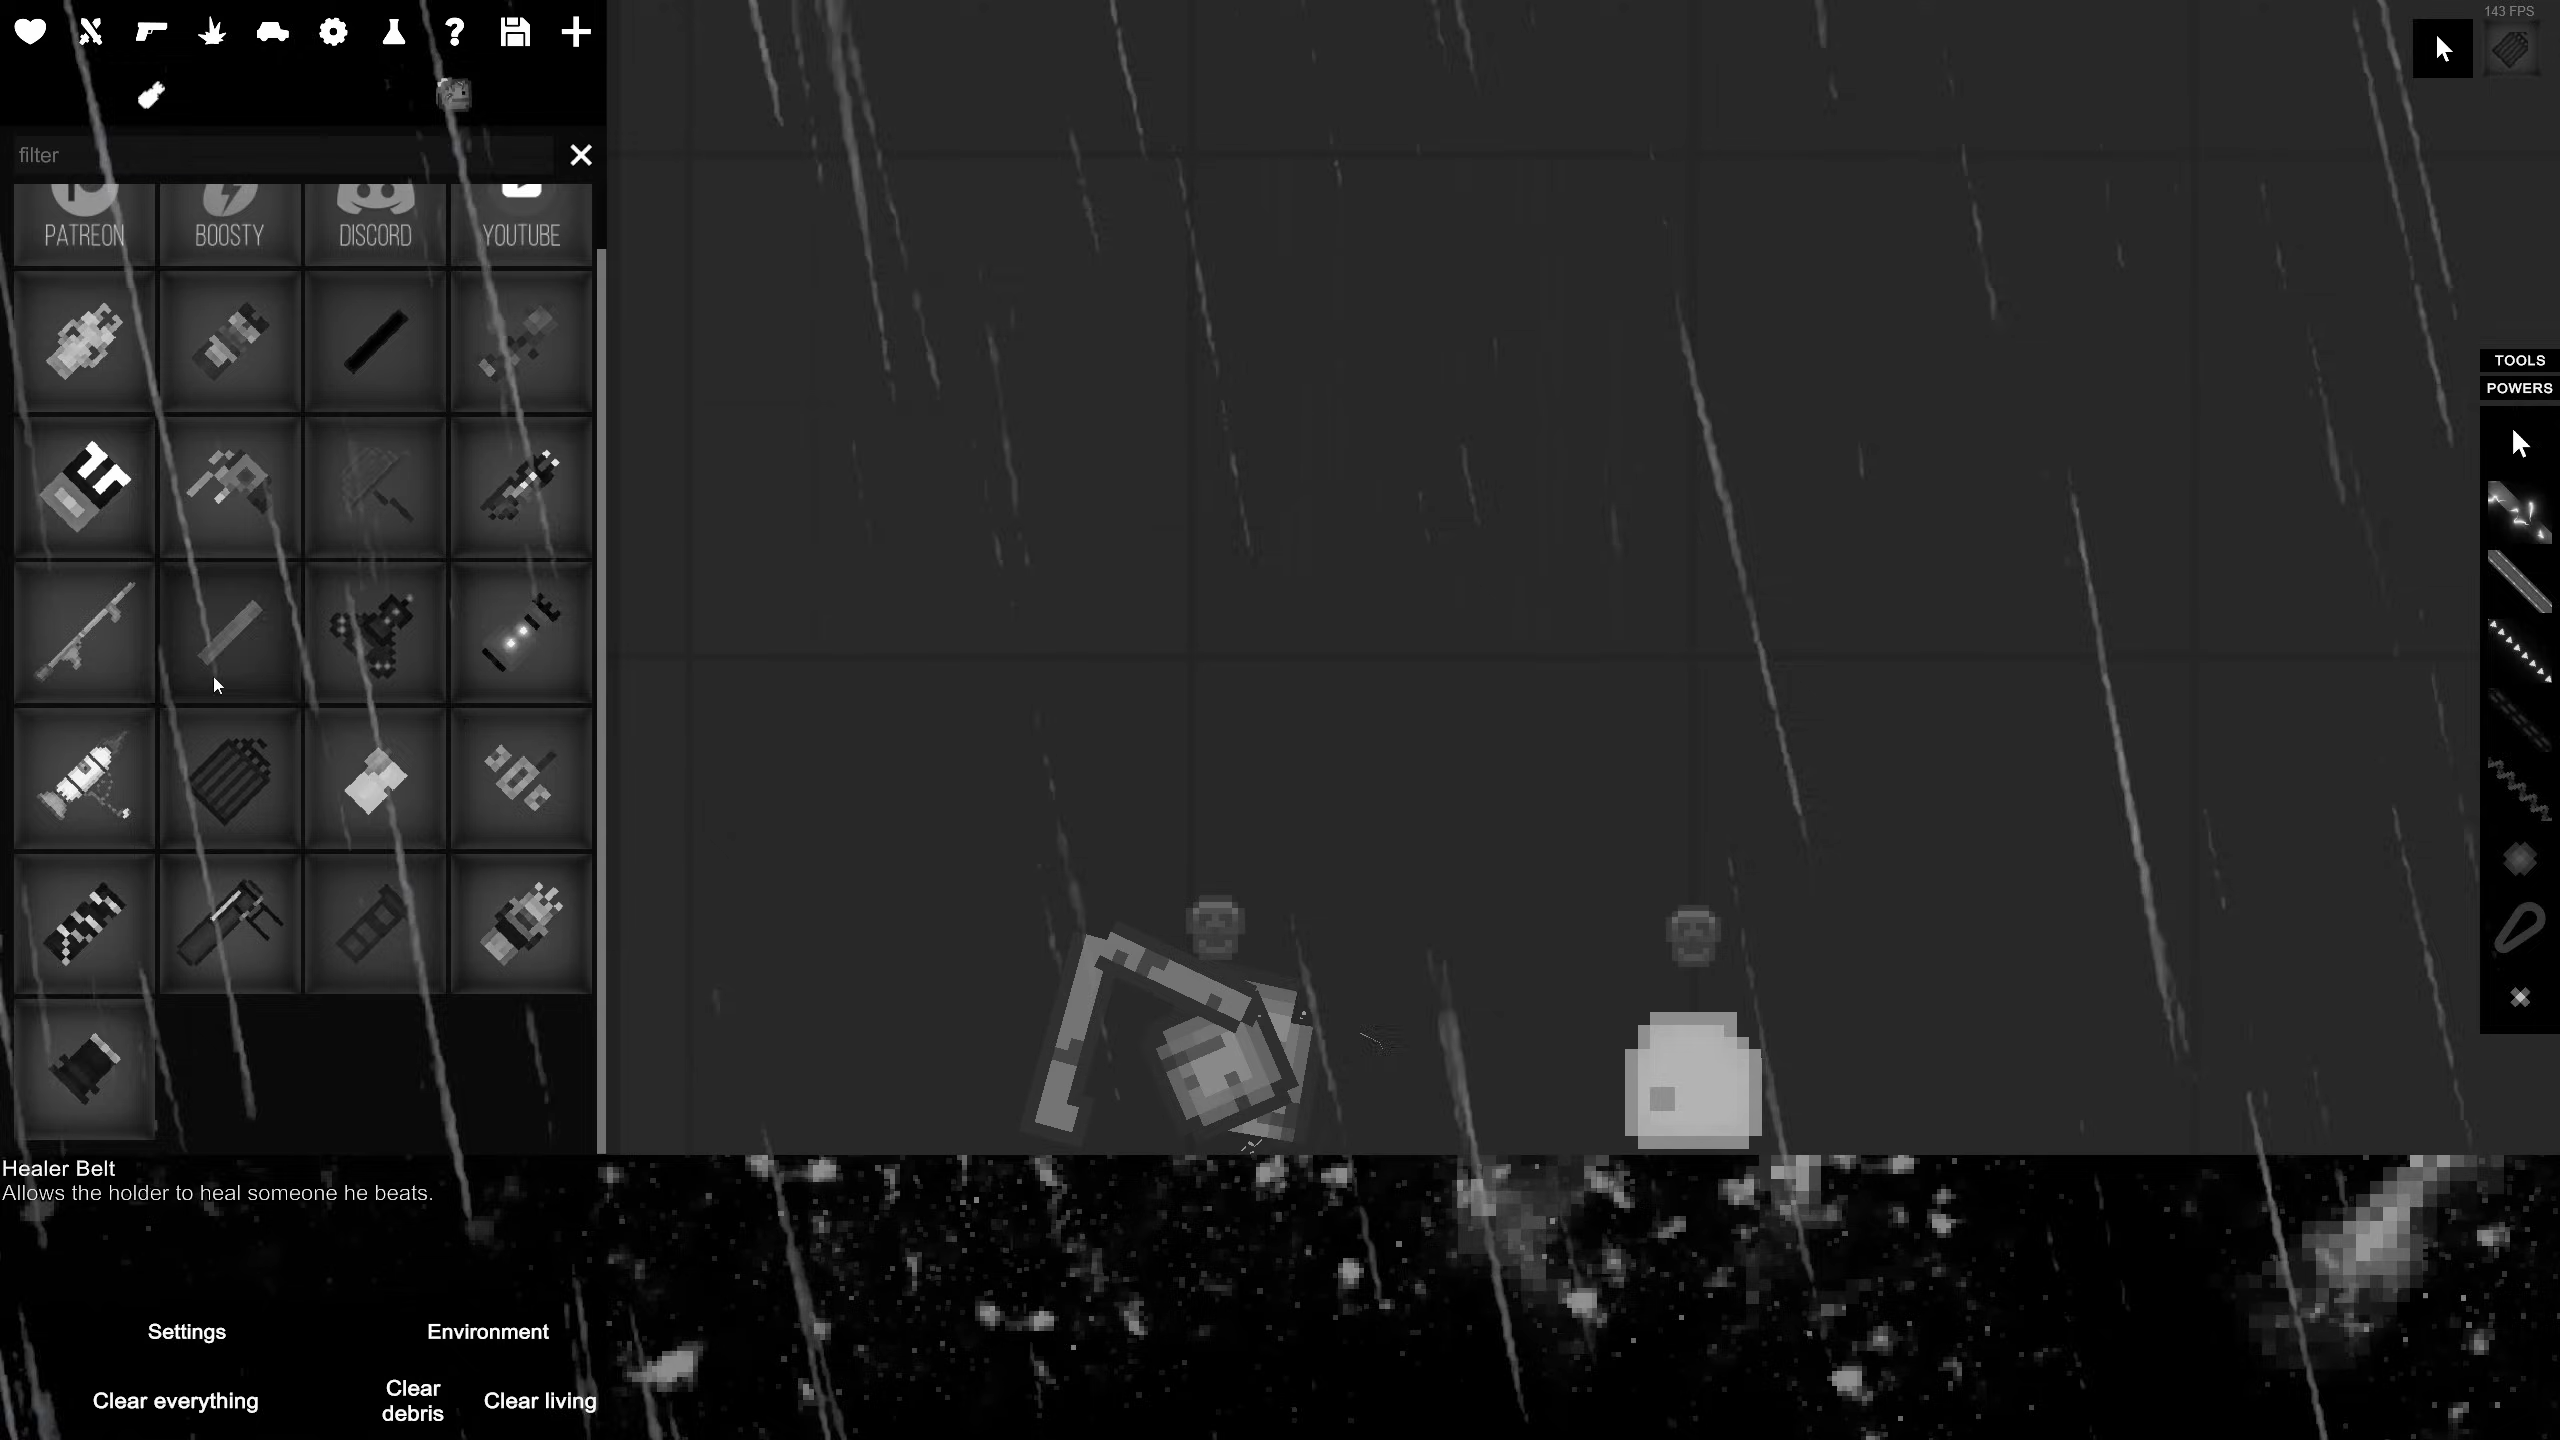 143 FPS
filter
PATREON
BOOSTY
DISCORD
YOUTUBE
TOOLS
POWERS
Healer Belt
Allows the holder to heal someone he beats.
Settings
Environment
Clear everything
Clear
debris
Clear living